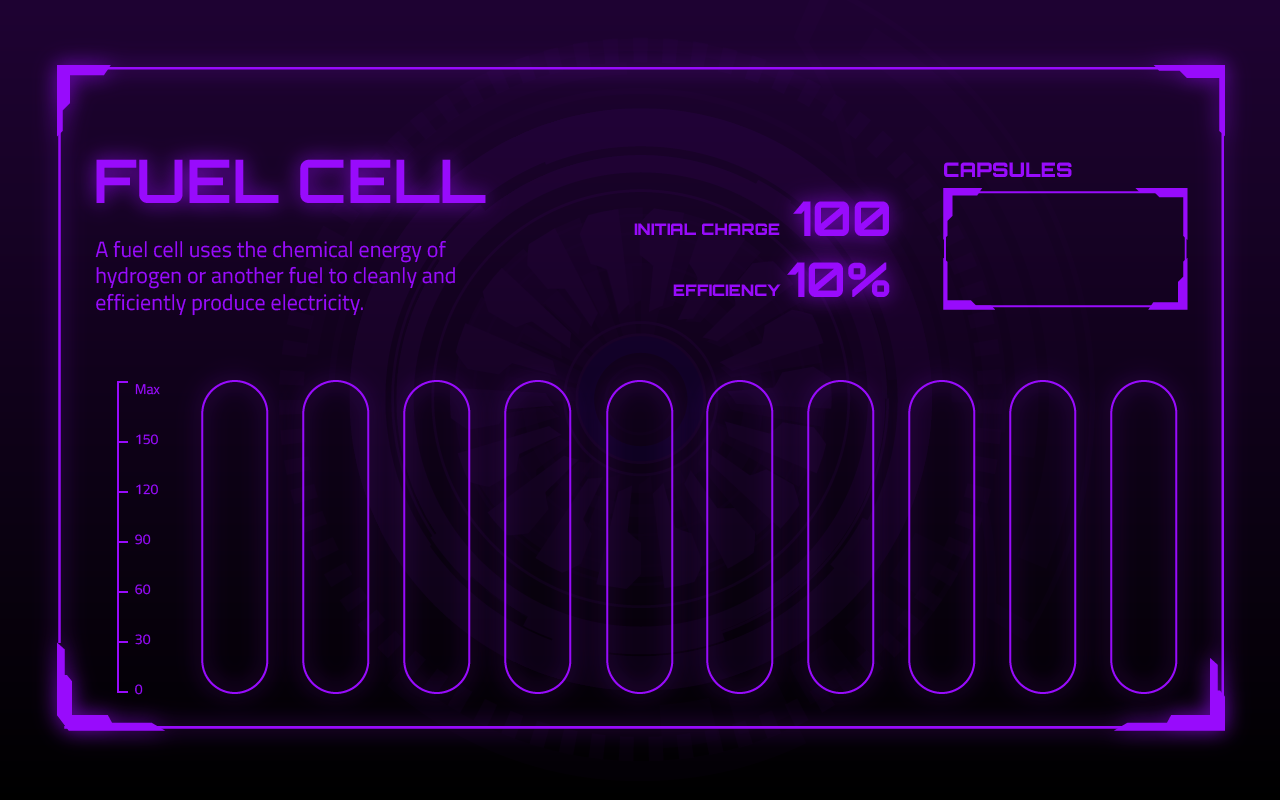 FUEL CELL
A fuel cell uses the chemical energy of
hydrogen or another fuel to cleanly and
efficiently produce electricity.
INITIAL CHARGE 100
EFFICIENCY 10%
CAPSULES
Max
150
120
90
60
30
0